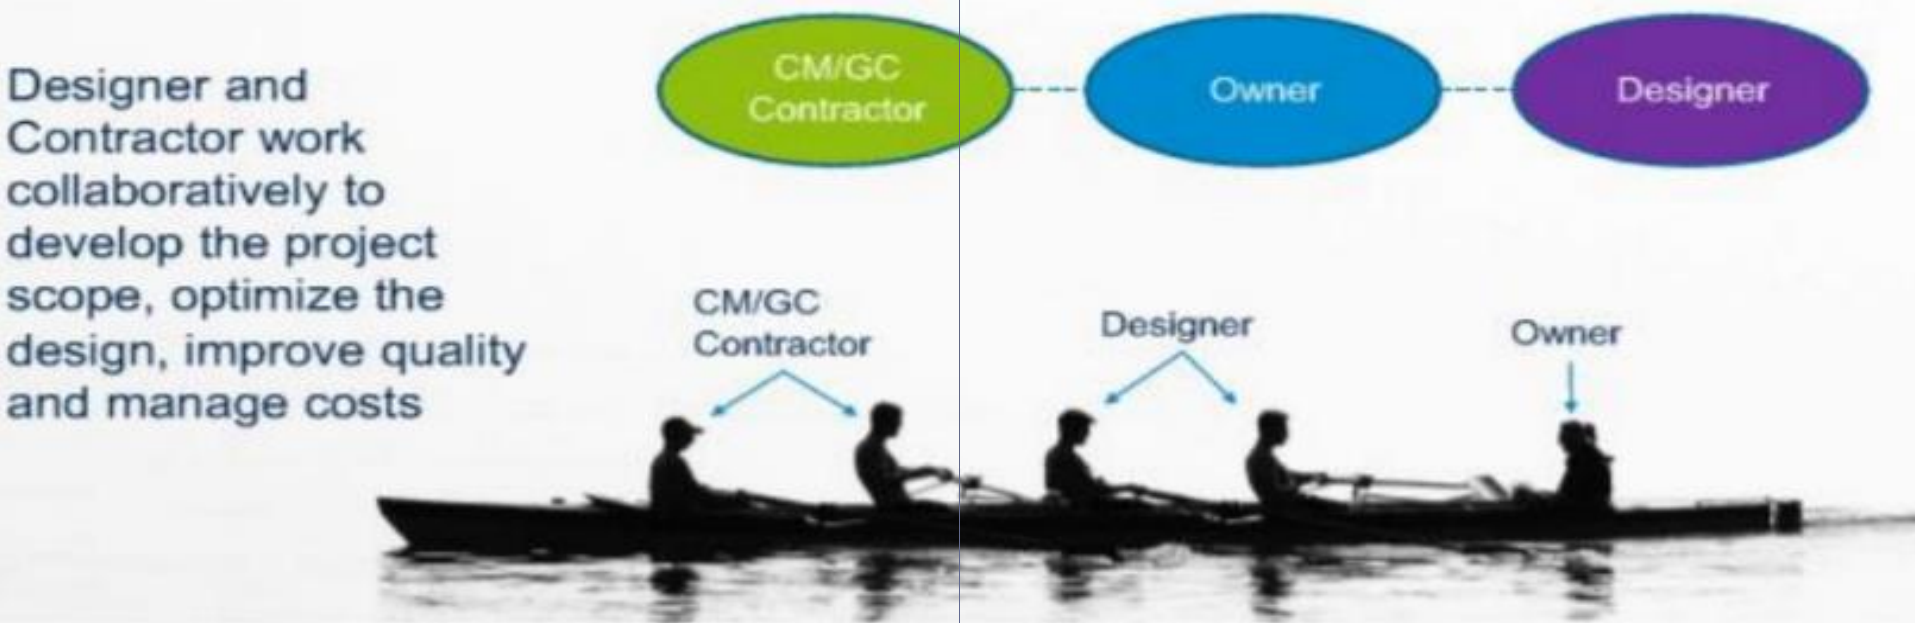 Designer and
Contractor work
collaboratively to
develop the project
scope, optimize the
design, improve quality
and manage costs
CM/GC
Contractor
Owner
Designer
CM/GC
Contractor
Designer
Owner